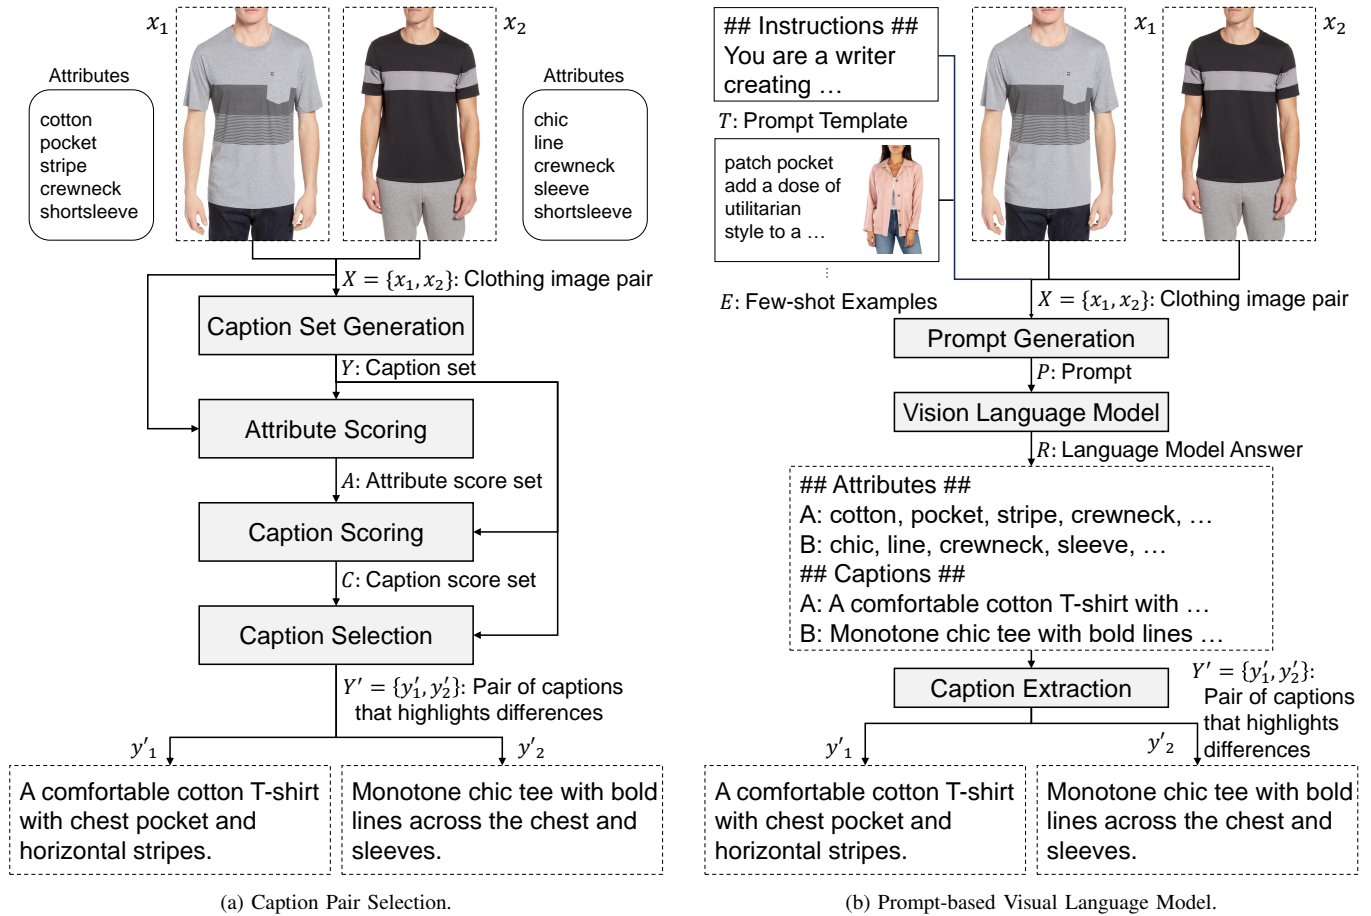 x₁
x₂
Attributes
cotton
pocket
stripe
crewneck
shortsleeve
Attributes
chic
line
crewneck
sleeve
shortsleeve
X = {x₁, x₂}: Clothing image pair
Caption Set Generation
Y: Caption set
Attribute Scoring
A: Attribute score set
Caption Scoring
C: Caption score set
Caption Selection
Y′ = {y′₁, y′₂}: Pair of captions
that highlights differences
y′₁
y′₂
A comfortable cotton T-shirt
with chest pocket and
horizontal stripes.
Monotone chic tee with bold
lines across the chest and
sleeves.
(a) Caption Pair Selection.
## Instructions ##
You are a writer
creating ...
T: Prompt Template
patch pocket
add a dose of
utilitarian
style to a ...
...
E: Few-shot Examples
x₁
x₂
X = {x₁, x₂}: Clothing image pair
Prompt Generation
P: Prompt
Vision Language Model
R: Language Model Answer
## Attributes ##
A: cotton, pocket, stripe, crewneck, ...
B: chic, line, crewneck, sleeve, ...
## Captions ##
A: A comfortable cotton T-shirt with ...
B: Monotone chic tee with bold lines ...
Caption Extraction
Y′ = {y′₁, y′₂}:
Pair of captions
that highlights
differences
y′₁
y′₂
A comfortable cotton T-shirt
with chest pocket and
horizontal stripes.
Monotone chic tee with bold
lines across the chest and
sleeves.
(b) Prompt-based Visual Language Model.